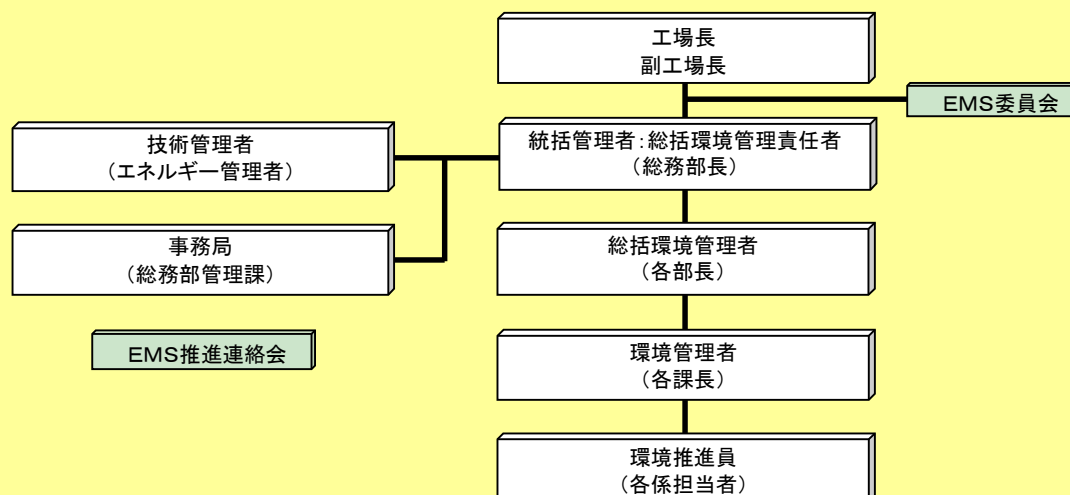 工場長
副工場長
EMS委員会
技術管理者
（エネルギー管理者）
統括管理者：総括環境管理責任者
（総務部長）
事務局
（総務部管理課）
総括環境管理者
（各部長）
EMS推進連絡会
環境管理者
（各課長）
環境推進員
（各係担当者）